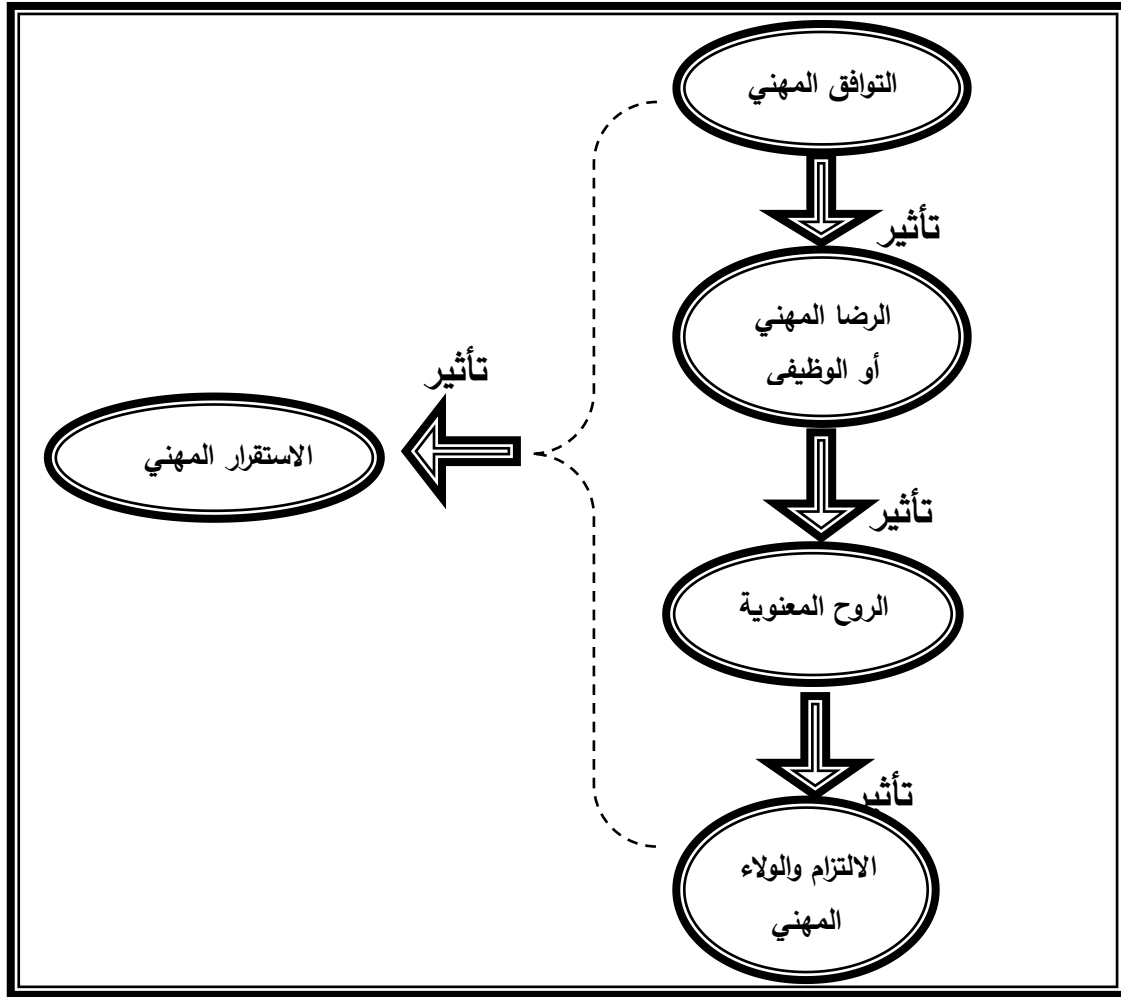 التوافق المهني
تأثير
الرضا المهني
أو الوظيفى
تأثير
الروح المعنوية
تأثير
الالتزام والولاء
المهني
تأثير
الاستقرار المهني